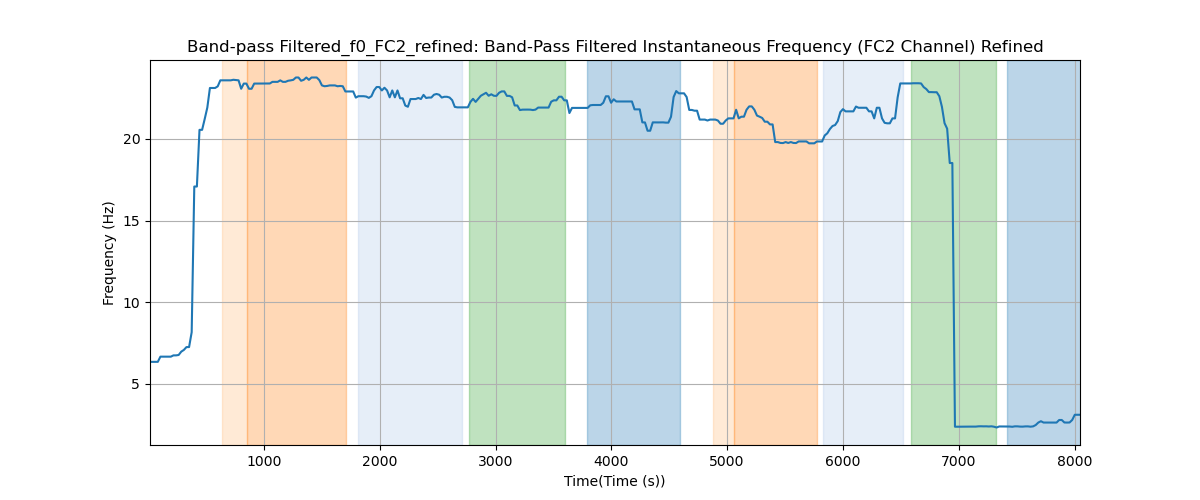 Band-pass Filtered_f0_FC2_refined: Band-Pass Filtered Instantaneous Frequency (FC2 Channel) Refined
Frequency (Hz)
20
15
10
5
1000 2000 3000 4000 5000 6000 7000 8000
Time(Time (s))